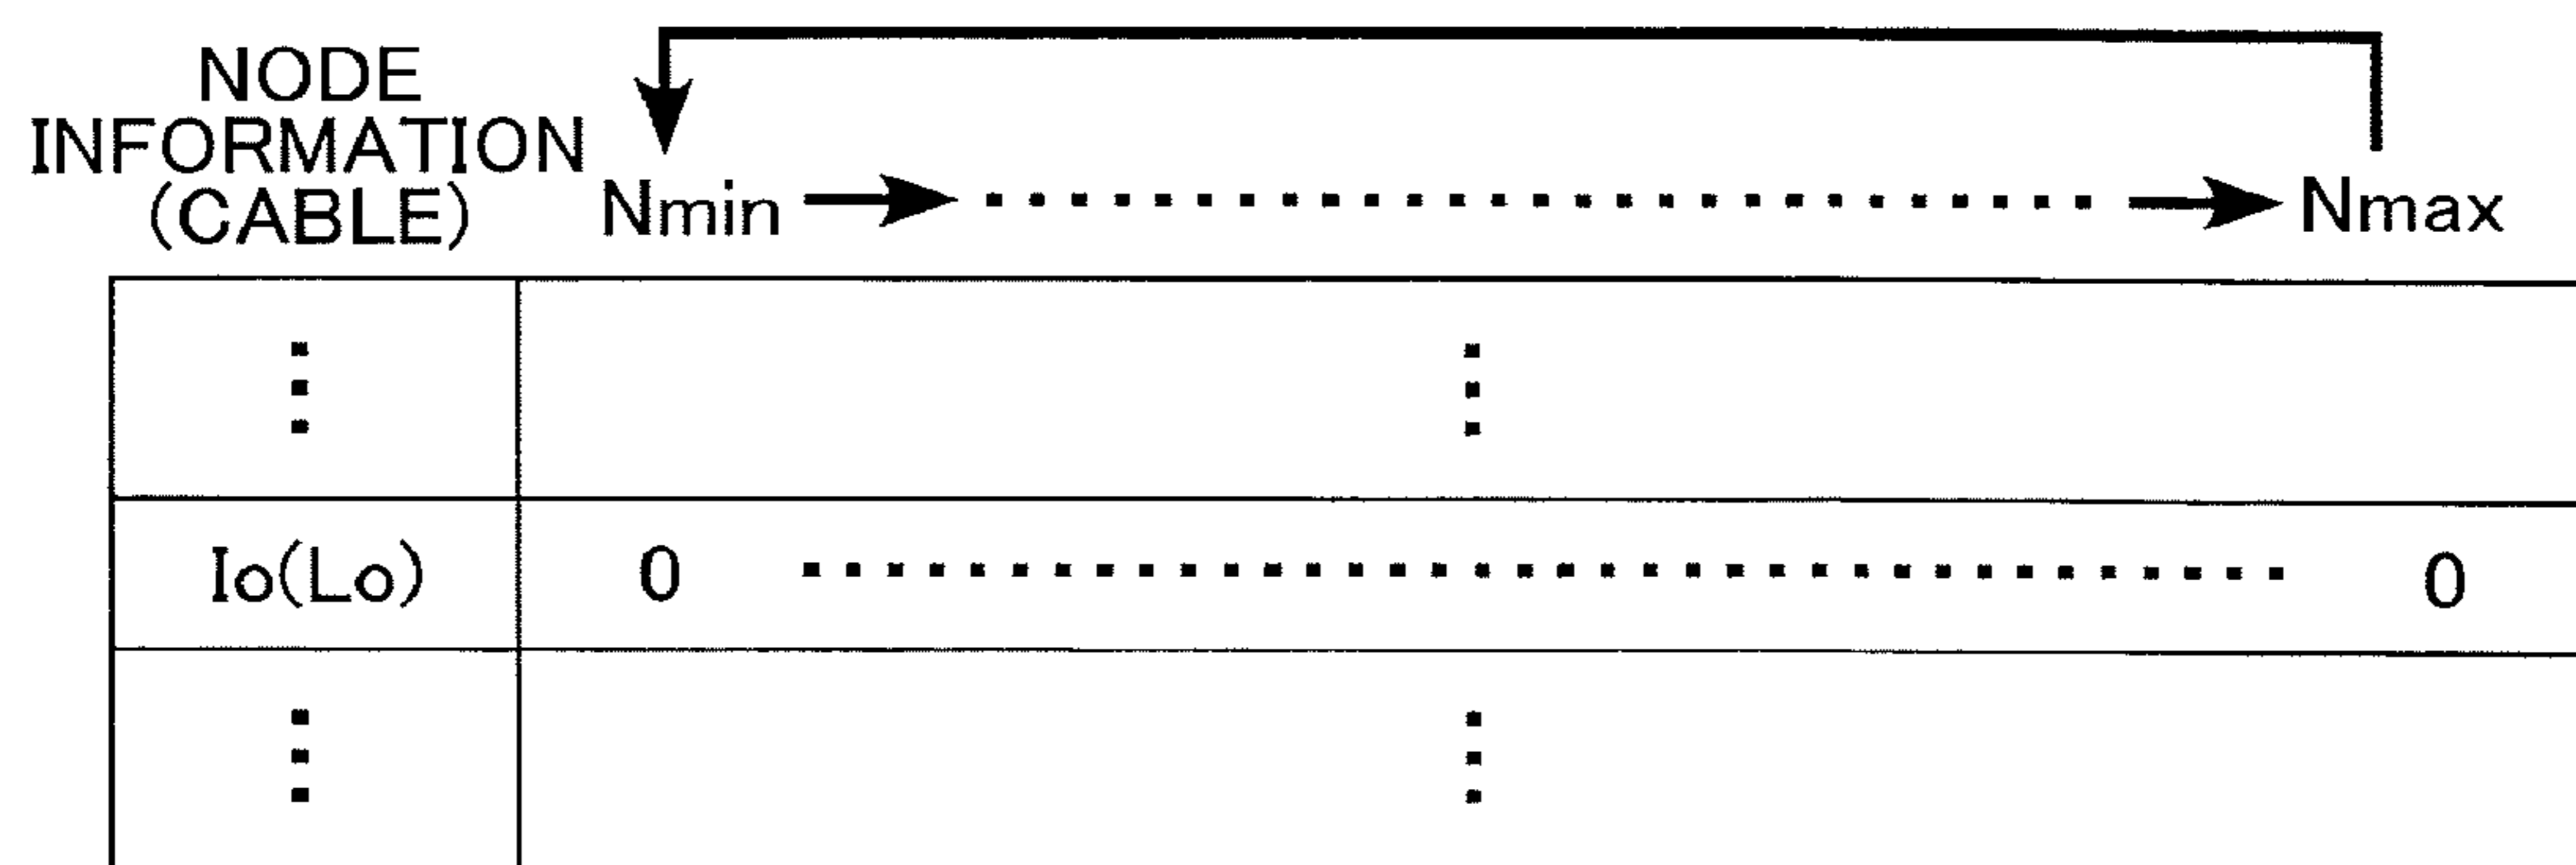 NODE
INFORMATION
(CABLE)
Nmin Nmax
Io(Lo) 0 0